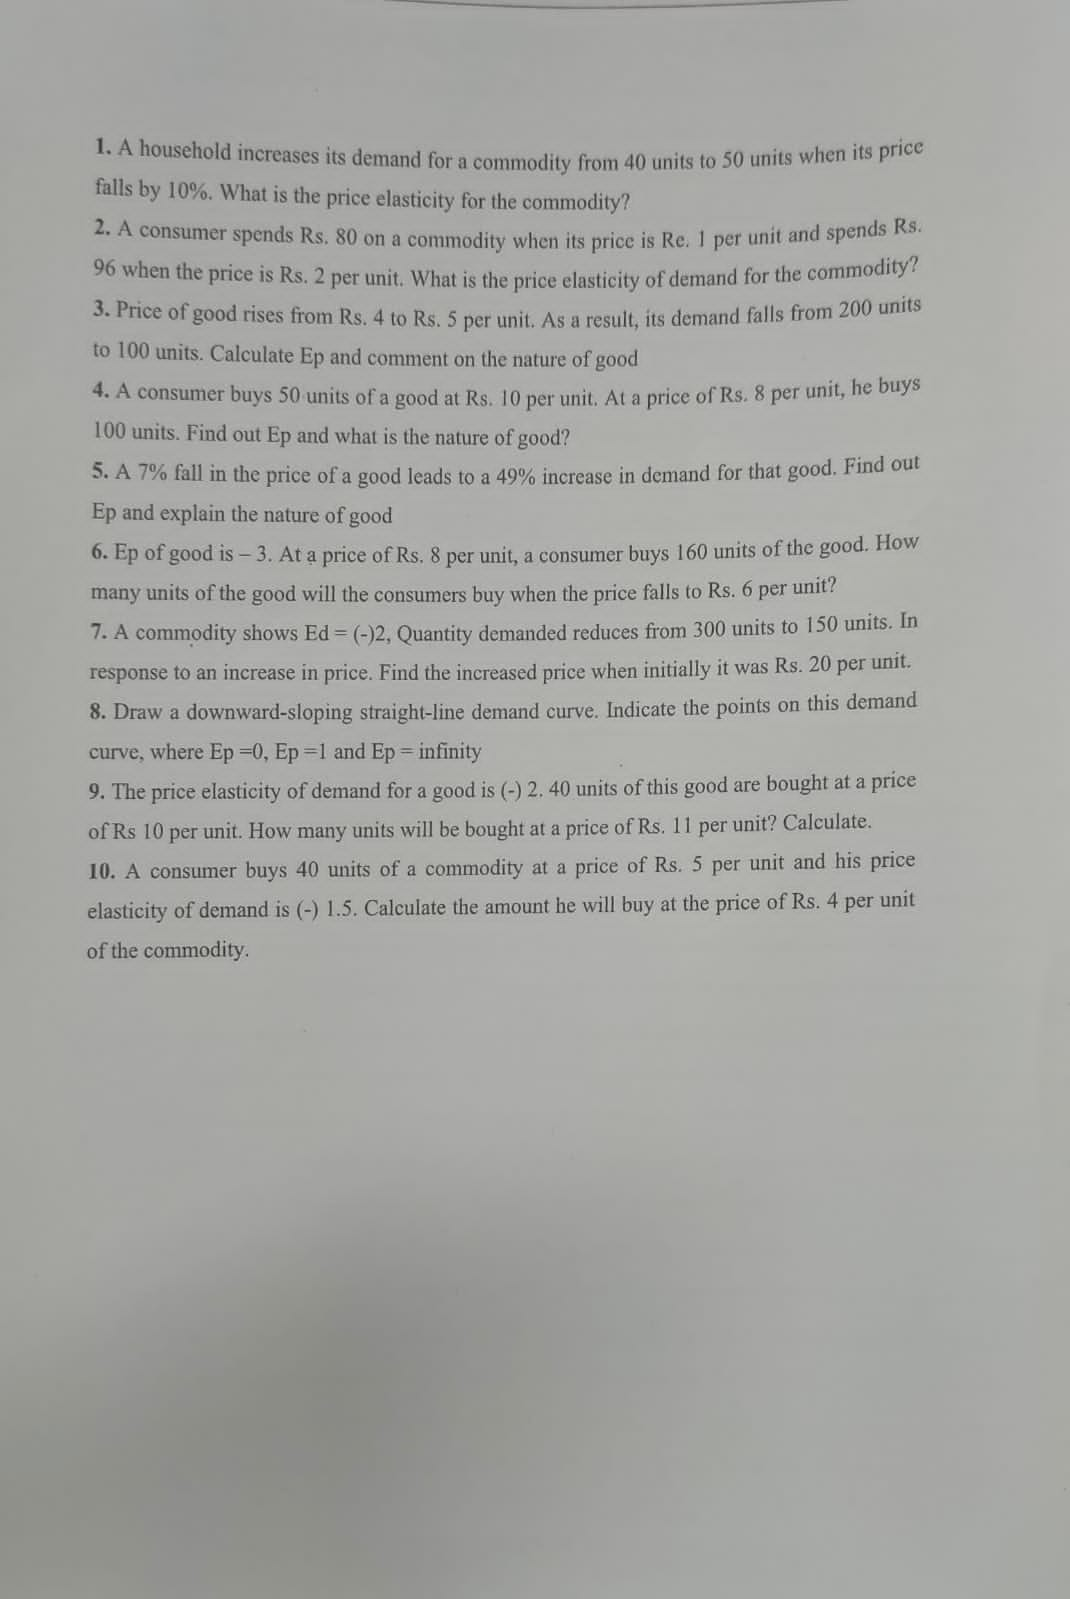 1. A household increases its demand for a commodity from 40 units to 50 units when its price
falls by 10%. What is the price elasticity for the commodity?
2. A consumer spends Rs. 80 on a commodity when its price is Re. 1 per unit and spends Rs.
96 when the price is Rs. 2 per unit. What is the price elasticity of demand for the commodity?
3. Price of good rises from Rs. 4 to Rs. 5 per unit. As a result, its demand falls from 200 units
to 100 units. Calculate Ep and comment on the nature of good
4. A consumer buys 50 units of a good at Rs. 10 per unit. At a price of Rs. 8 per unit, he buys
100 units. Find out Ep and what is the nature of good?
5. A 7% fall in the price of a good leads to a 49% increase in demand for that good. Find out
Ep and explain the nature of good
6. Ep of good is – 3. At a price of Rs. 8 per unit, a consumer buys 160 units of the good. How
many units of the good will the consumers buy when the price falls to Rs. 6 per unit?
7. A commodity shows Ed = (-)2, Quantity demanded reduces from 300 units to 150 units. In
response to an increase in price. Find the increased price when initially it was Rs. 20 per unit.
8. Draw a downward-sloping straight-line demand curve. Indicate the points on this demand
curve, where Ep =0, Ep =1 and Ep = infinity
9. The price elasticity of demand for a good is (-) 2. 40 units of this good are bought at a price
of Rs 10 per unit. How many units will be bought at a price of Rs. 11 per unit? Calculate.
10. A consumer buys 40 units of a commodity at a price of Rs. 5 per unit and his price
elasticity of demand is (-) 1.5. Calculate the amount he will buy at the price of Rs. 4 per unit
of the commodity.